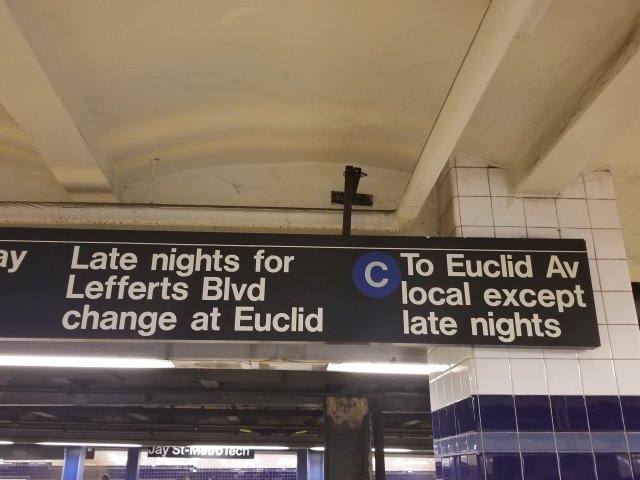 ay
Late nights for
Lefferts Blvd
change at Euclid
C
To Euclid Av
local except
late nights
Jay St-MetroTech